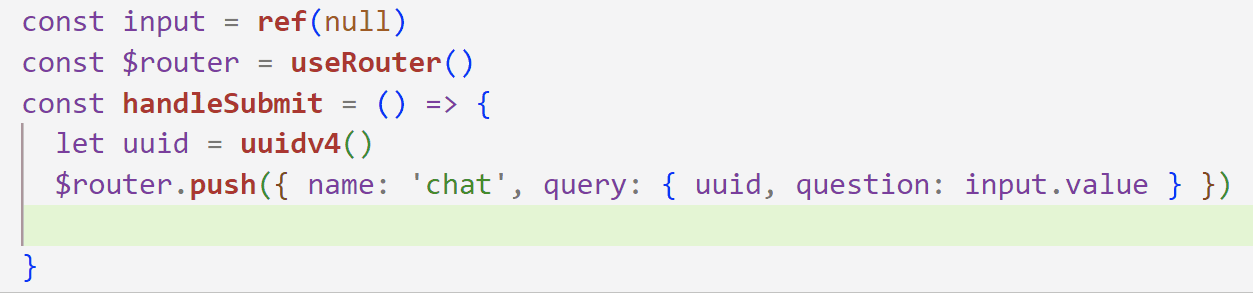 const input = ref(null)
const $router = useRouter()
const handleSubmit = () => {
  let uuid = uuidv4()
  $router.push({ name: 'chat', query: { uuid, question: input.value } })
}